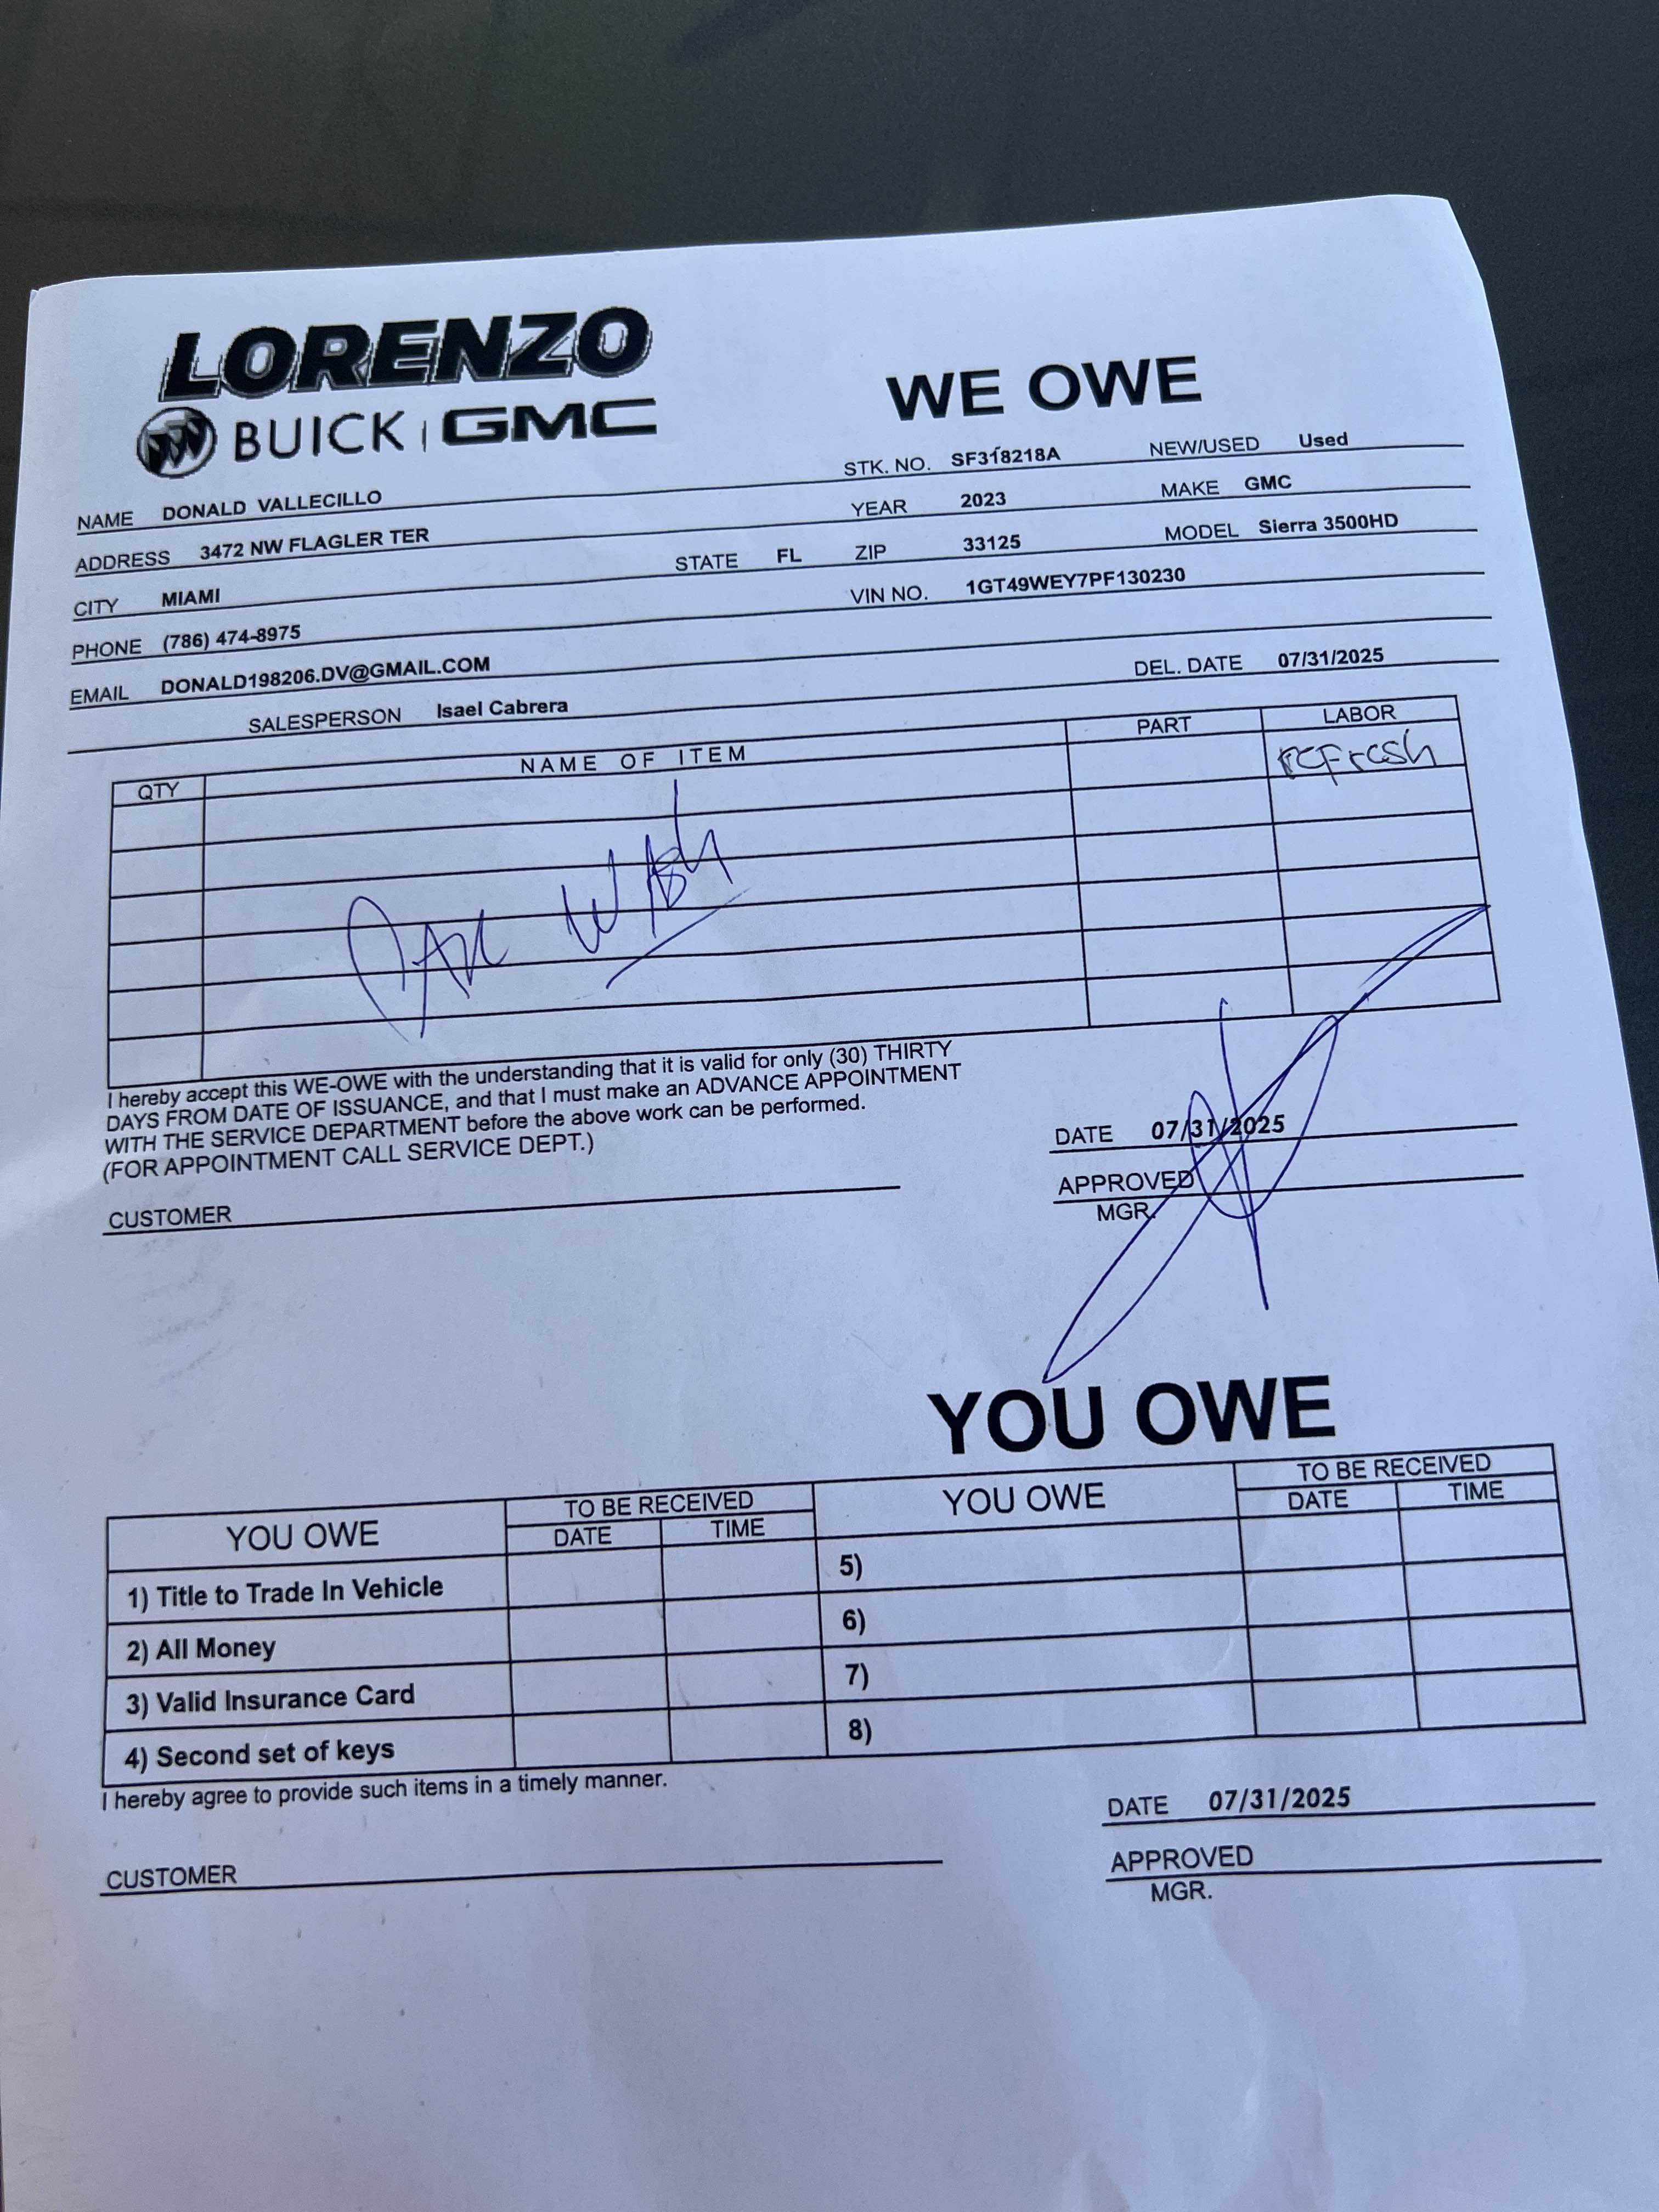 LORENZO
BUICK | GMC
WE OWE
STK. NO. SF318218A NEW/USED Used
NAME DONALD VALLECILLO YEAR 2023 MAKE GMC
ADDRESS 3472 NW FLAGLER TER STATE FL ZIP 33125 MODEL Sierra 3500HD
CITY MIAMI VIN NO. 1GT49WEY7PF130230
PHONE (786) 474-8975
EMAIL DONALD198206.DV@GMAIL.COM DEL. DATE 07/31/2025
SALESPERSON Isael Cabrera
QTY NAME OF ITEM PART LABOR
refresh
CAR WASH
I hereby accept this WE-OWE with the understanding that it is valid for only (30) THIRTY
DAYS FROM DATE OF ISSUANCE, and that I must make an ADVANCE APPOINTMENT
WITH THE SERVICE DEPARTMENT before the above work can be performed.
(FOR APPOINTMENT CALL SERVICE DEPT.)
DATE 07/31/2025
APPROVED
MGR.
CUSTOMER
YOU OWE
YOU OWE TO BE RECEIVED YOU OWE TO BE RECEIVED
DATE TIME DATE TIME
1) Title to Trade In Vehicle 5)
2) All Money 6)
3) Valid Insurance Card 7)
4) Second set of keys 8)
I hereby agree to provide such items in a timely manner.
DATE 07/31/2025
CUSTOMER APPROVED
MGR.